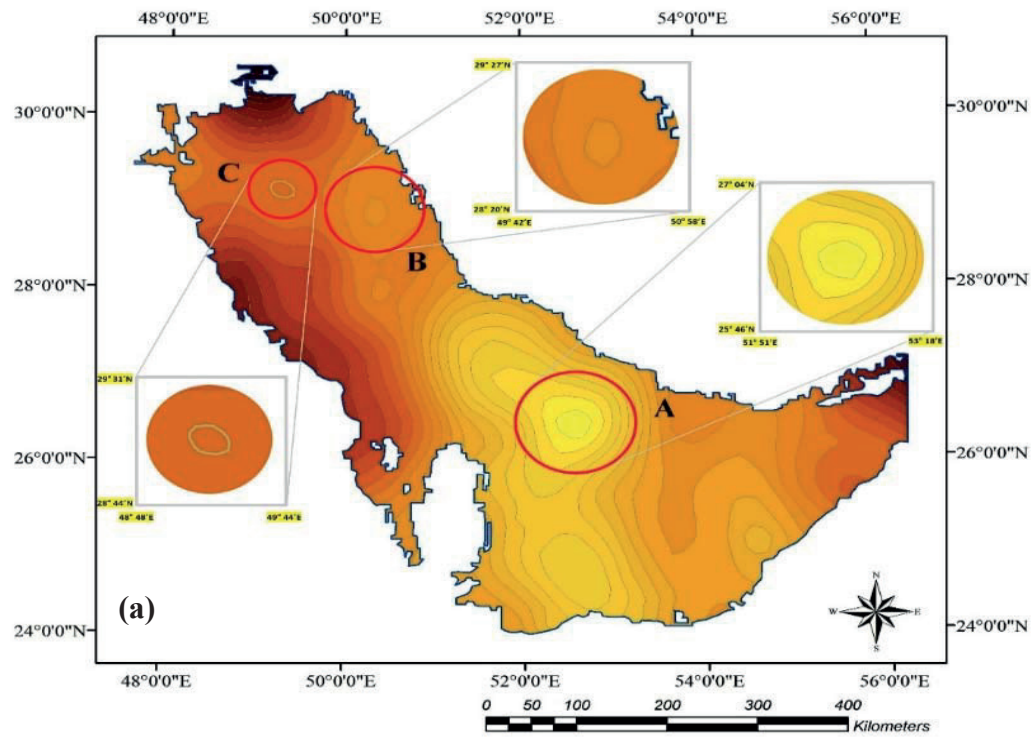 48°0'0"E 50°0'0"E 52°0'0"E 54°0'0"E 56°0'0"E
29° 27'N
30°0'0"N
30°0'0"N
C
27° 04'N
28° 20'N
49° 42'E
50° 58'E
B
28°0'0"N
28°0'0"N
25° 46'N
51° 51'E
53° 18'E
29° 31'N
A
26°0'0"N
26°0'0"N
28° 44'N
48° 48'E
49° 44'E
(a)
N
W
E
S
24°0'0"N
24°0'0"N
48°0'0"E 50°0'0"E 52°0'0"E 54°0'0"E 56°0'0"E
0 50 100 200 300 400
Kilometers